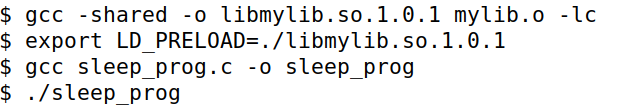 $ gcc -shared -o libmylib.so.1.0.1 mylib.o -lc
$ export LD_PRELOAD=./libmylib.so.1.0.1
$ gcc sleep_prog.c -o sleep_prog
$ ./sleep_prog